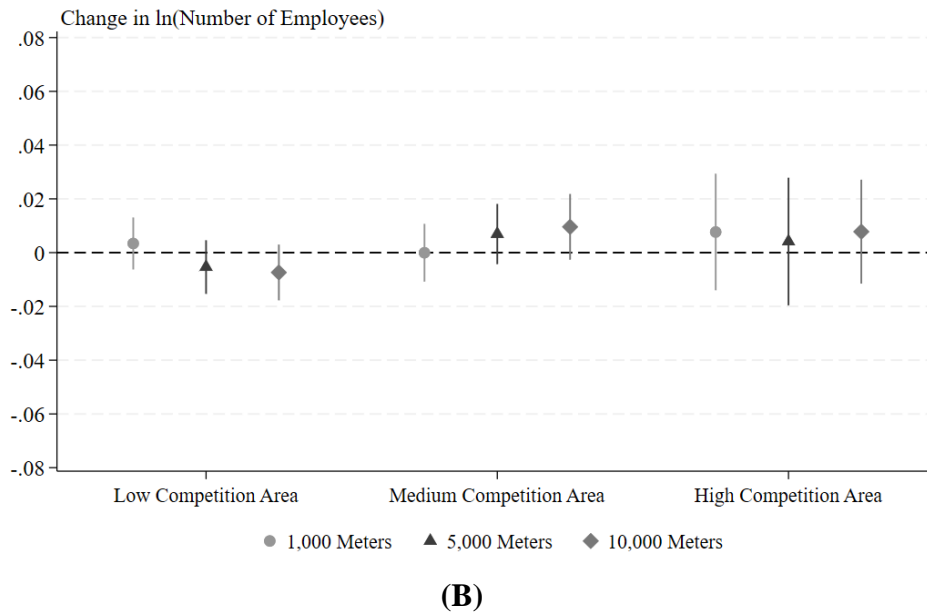 Change in ln(Number of Employees)
.08
.06
.04
.02
0
-.02
-.04
-.06
-.08
Low Competition Area Medium Competition Area High Competition Area
1,000 Meters 5,000 Meters 10,000 Meters
(B)